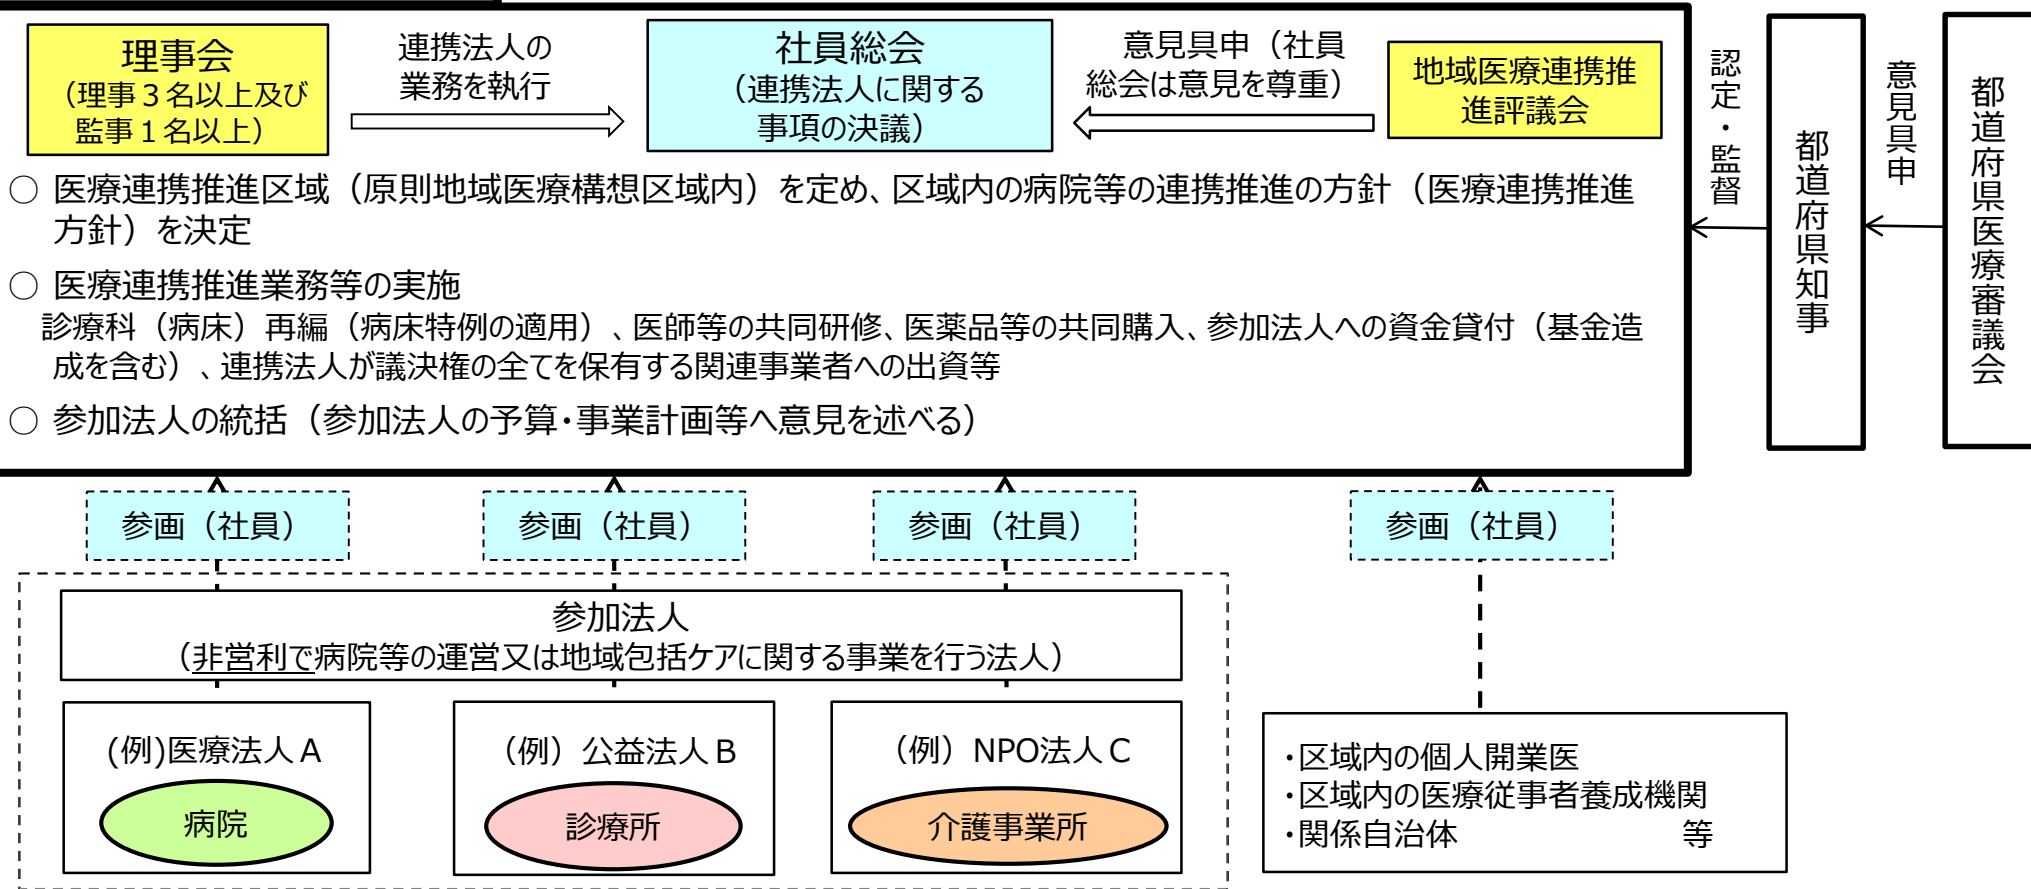 理事会
（理事３名以上及び
監事１名以上）
連携法人の
業務を執行
社員総会
（連携法人に関する
事項の決議）
意見具申（社員
総会は意見を尊重）
地域医療連携推
進評議会
認定・監督
都道府県知事
意見具申
都道府県医療審議会
○ 医療連携推進区域（原則地域医療構想区域内）を定め、区域内の病院等の連携推進の方針（医療連携推進
方針）を決定
○ 医療連携推進業務等の実施
診療科（病床）再編（病床特例の適用）、医師等の共同研修、医薬品等の共同購入、参加法人への資金貸付（基金造
成を含む）、連携法人が議決権の全てを保有する関連事業者への出資等
○ 参加法人の統括（参加法人の予算・事業計画等へ意見を述べる）
参画（社員）
参画（社員）
参画（社員）
参画（社員）
参加法人
（非営利で病院等の運営又は地域包括ケアに関する事業を行う法人）
(例)医療法人Ａ
病院
（例）公益法人Ｂ
診療所
（例）NPO法人Ｃ
介護事業所
・区域内の個人開業医
・区域内の医療従事者養成機関
・関係自治体　　　　　　　等